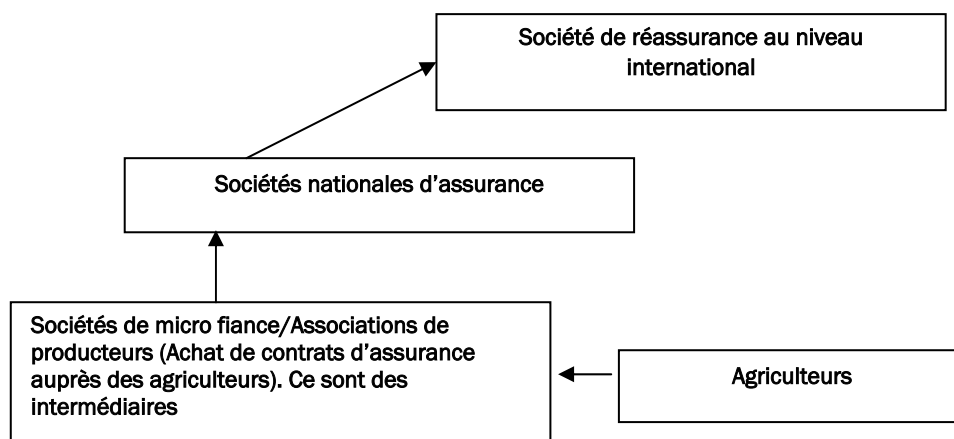 Société de réassurance au niveau
international
Sociétés nationales d’assurance
Sociétés de micro fiance/Associations de
producteurs (Achat de contrats d’assurance
auprès des agriculteurs). Ce sont des
intermédiaires
Agriculteurs